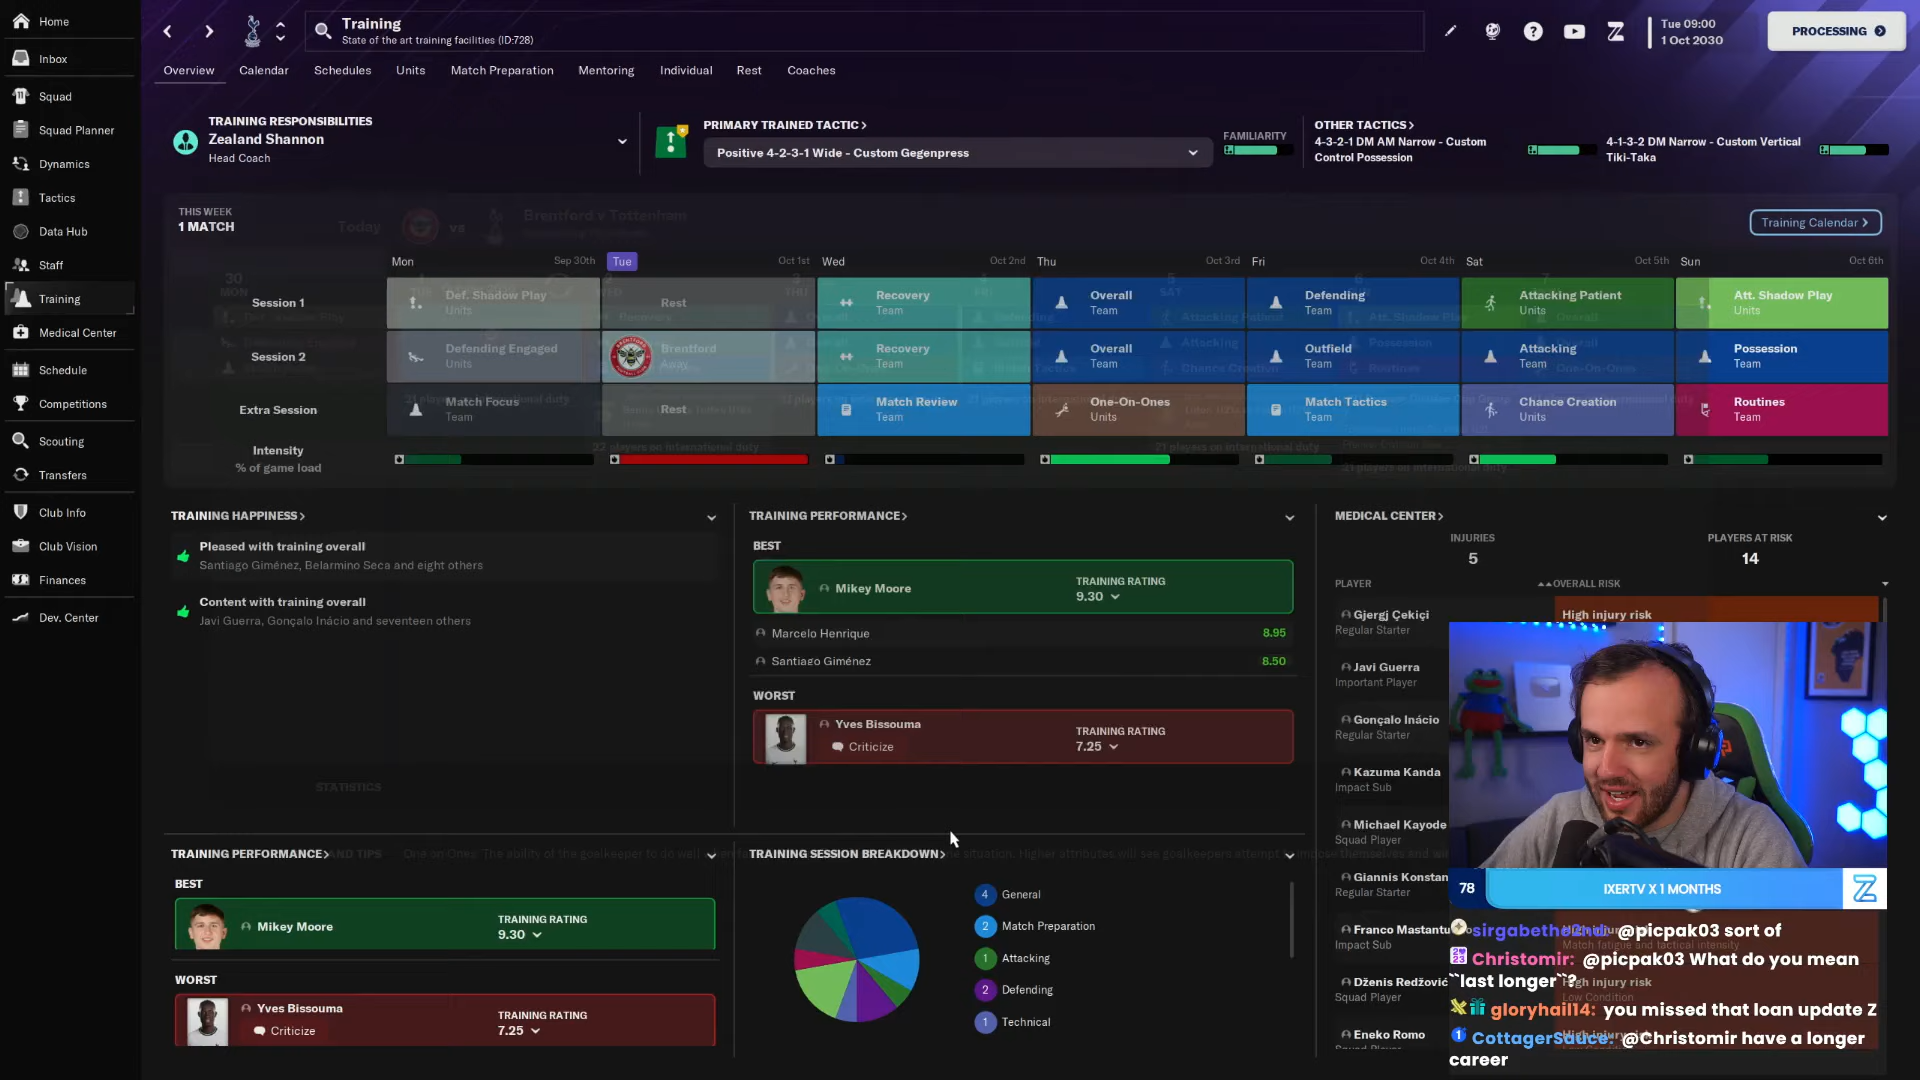 Home
Inbox
Squad
Squad Planner
Dynamics
Tactics
Data Hub
Staff
Training
Medical Center
Schedule
Competitions
Scouting
Transfers
Club Info
Club Vision
Finances
Dev. Center
Training
State of the art training facilities (ID:728)
Tue 09:00
1 Oct 2030
PROCESSING
Overview Calendar Schedules Units Match Preparation Mentoring Individual Rest Coaches
TRAINING RESPONSIBILITIES
Zealand Shannon
Head Coach
PRIMARY TRAINED TACTIC >
Positive 4-2-3-1 Wide - Custom Gegenpress
FAMILIARITY
OTHER TACTICS >
4-3-2-1 DM AM Narrow - Custom
Control Possession
4-1-3-2 DM Narrow - Custom Vertical
Tiki-Taka
THIS WEEK
1 MATCH
Today vs Brentford v Tottenham
Training Calendar >
Mon Sep 30th Tue Oct 1st Wed Oct 2nd Thu Oct 3rd Fri Oct 4th Sat Oct 5th Sun Oct 6th
Session 1
Def. Shadow Play
Units
Rest
Recovery
Team
Overall
Team
Defending
Team
Attacking Patient
Units
Att. Shadow Play
Units
Session 2
Defending Engaged
Units
Brentford
Away
Recovery
Team
Overall
Team
Outfield
Team
Attacking
Team
Possession
Team
Extra Session
Match Focus
Team
Rest
Match Review
Team
One-On-Ones
Units
Match Tactics
Team
Chance Creation
Units
Routines
Team
Intensity
% of game load
TRAINING HAPPINESS >
Pleased with training overall
Santiago Giménez, Belarmino Seca and eight others
Content with training overall
Javi Guerra, Gonçalo Inácio and seventeen others
STATISTICS
TRAINING PERFORMANCE >
BEST
Mikey Moore
TRAINING RATING
9.30
Marcelo Henrique 8.95
Santiago Giménez 8.50
WORST
Yves Bissouma
Criticize
TRAINING RATING
7.25
MEDICAL CENTER >
INJURIES
5
PLAYERS AT RISK
14
PLAYER OVERALL RISK
Gjergj Çekiçi
Regular Starter
High injury risk
Javi Guerra
Important Player
Gonçalo Inácio
Regular Starter
Kazuma Kanda
Impact Sub
Michael Kayode
Squad Player
Giannis Konstan
Regular Starter
Franco Mastantu
Impact Sub
Dženis Redžović
Squad Player
Eneko Romo
TRAINING PERFORMANCE >
BEST
Mikey Moore
TRAINING RATING
9.30
WORST
Yves Bissouma
Criticize
TRAINING RATING
7.25
TRAINING SESSION BREAKDOWN >
4 General
2 Match Preparation
1 Attacking
2 Defending
1 Technical
78 IXERTV X 1 MONTHS
sirgabethe2nd: @picpak03 sort of
Christomir: @picpak03 What do you mean
``last longer``?
gloryhail14: you missed that loan update Z
CottagerSauce: @Christomir have a longer
career